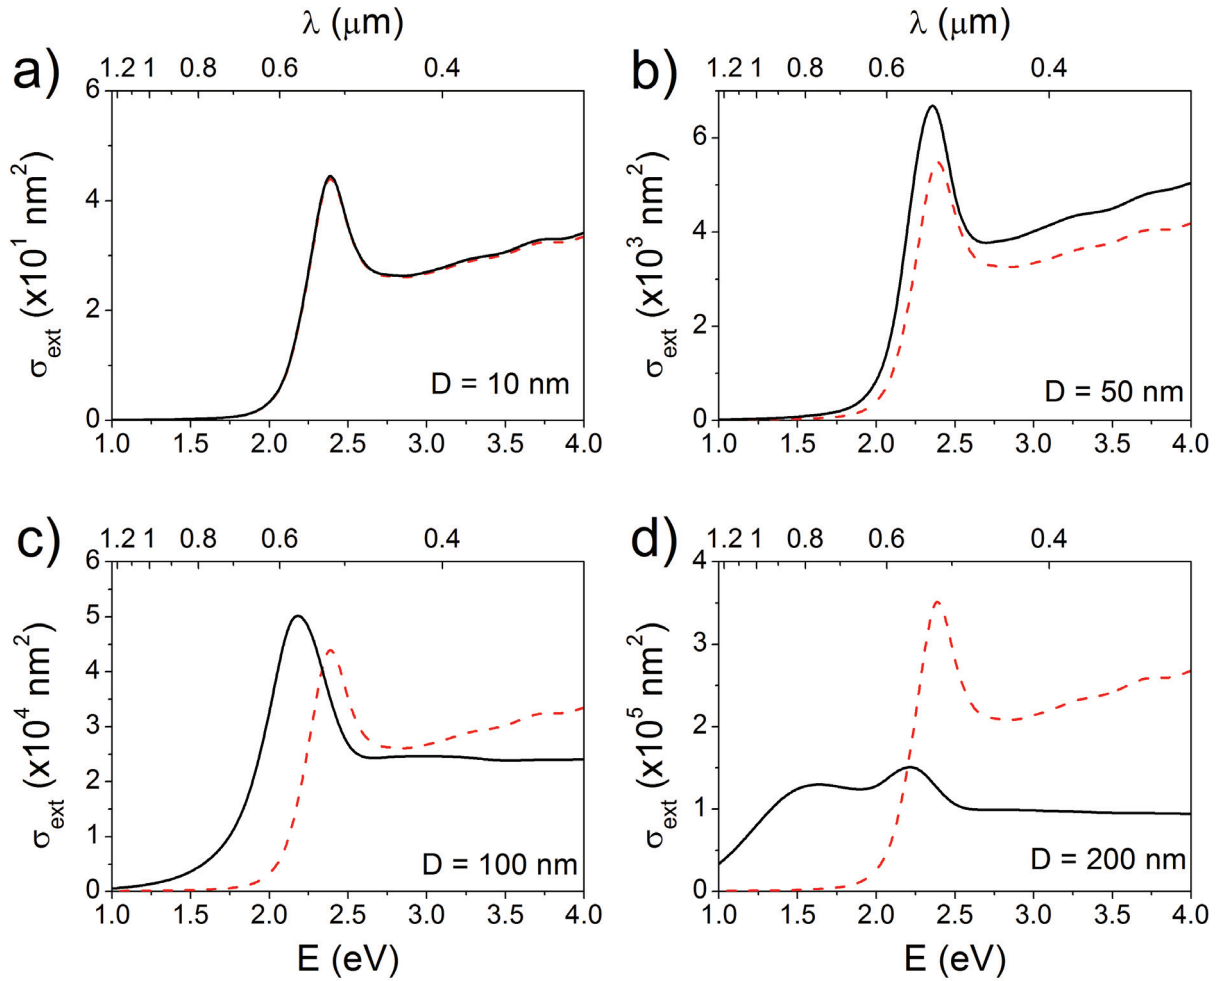 λ (μm)
λ (μm)
a)
1.2 1 0.8 0.6 0.4
b)
1.2 1 0.8 0.6 0.4
6
4
2
0
σext (x10¹ nm²)
D = 10 nm
1.0 1.5 2.0 2.5 3.0 3.5 4.0
6
4
2
0
σext (x10³ nm²)
D = 50 nm
1.0 1.5 2.0 2.5 3.0 3.5 4.0
c)
1.2 1 0.8 0.6 0.4
d)
1.2 1 0.8 0.6 0.4
6
5
4
3
2
1
0
σext (x10⁴ nm²)
D = 100 nm
1.0 1.5 2.0 2.5 3.0 3.5 4.0
E (eV)
4
3
2
1
0
σext (x10⁵ nm²)
D = 200 nm
1.0 1.5 2.0 2.5 3.0 3.5 4.0
E (eV)